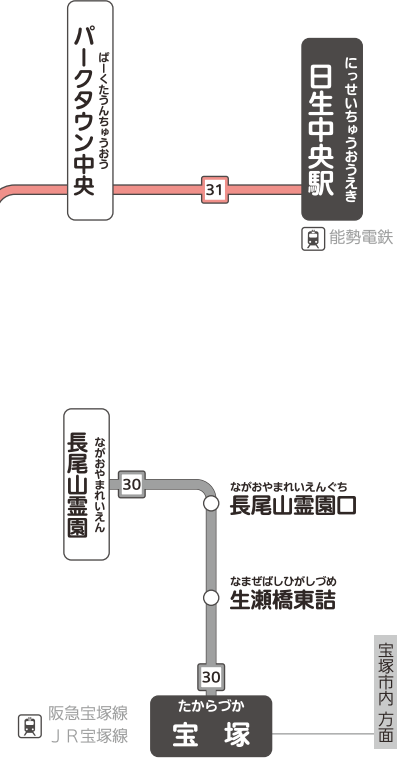 ぱーくたうんちゅうおう
パークタウン中央
31
にっせいちゅうおうえき
日生中央駅
能勢電鉄
ながおやまれいえん
長尾山霊園
30
ながおやまれいえんぐち
長尾山霊園口
なまぜばしひがしづめ
生瀬橋東詰
30
宝塚市内 方面
たからづか
宝塚
阪急宝塚線
ＪＲ宝塚線